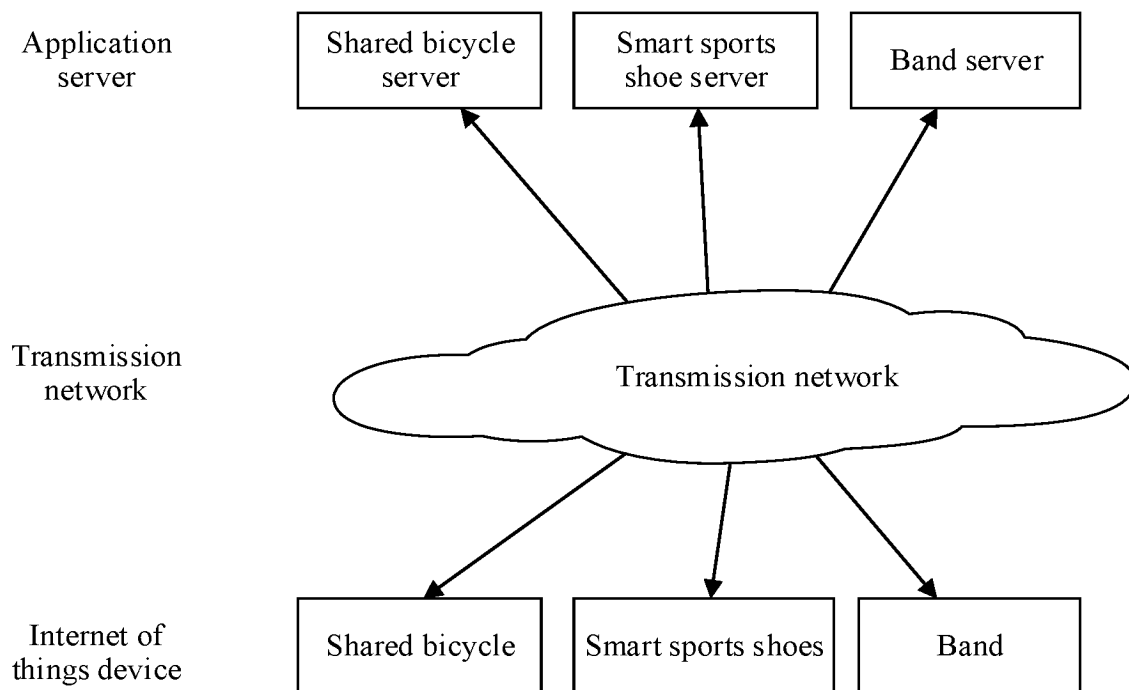 Application
server
Shared bicycle
server
Smart sports
shoe server
Band server
Transmission
network
Transmission network
Internet of
things device
Shared bicycle
Smart sports shoes
Band